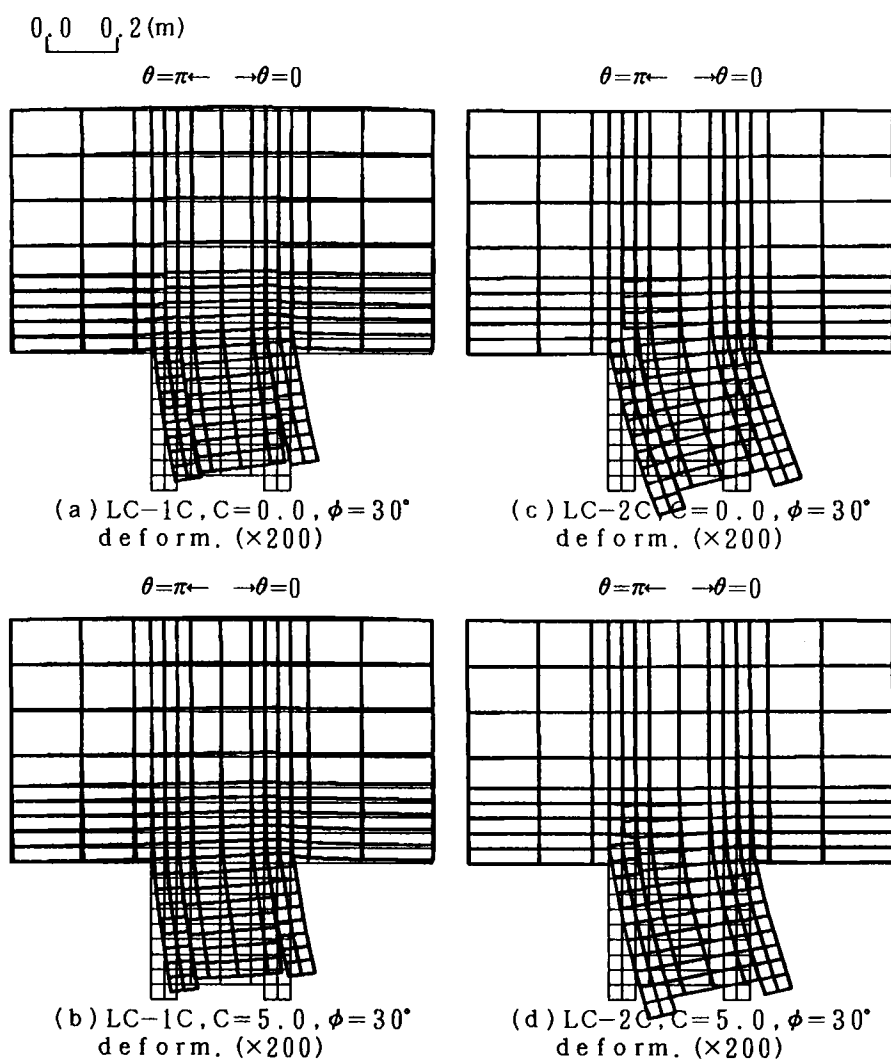 0.0 0.2(m)
θ=π← →θ=0
θ=π← →θ=0
(a)LC-1C,C=0.0,ϕ=30°
deform.(×200)
(c)LC-2C,C=0.0,ϕ=30°
deform.(×200)
θ=π← →θ=0
θ=π← →θ=0
(b)LC-1C,C=5.0,ϕ=30°
deform.(×200)
(d)LC-2C,C=5.0,ϕ=30°
deform.(×200)